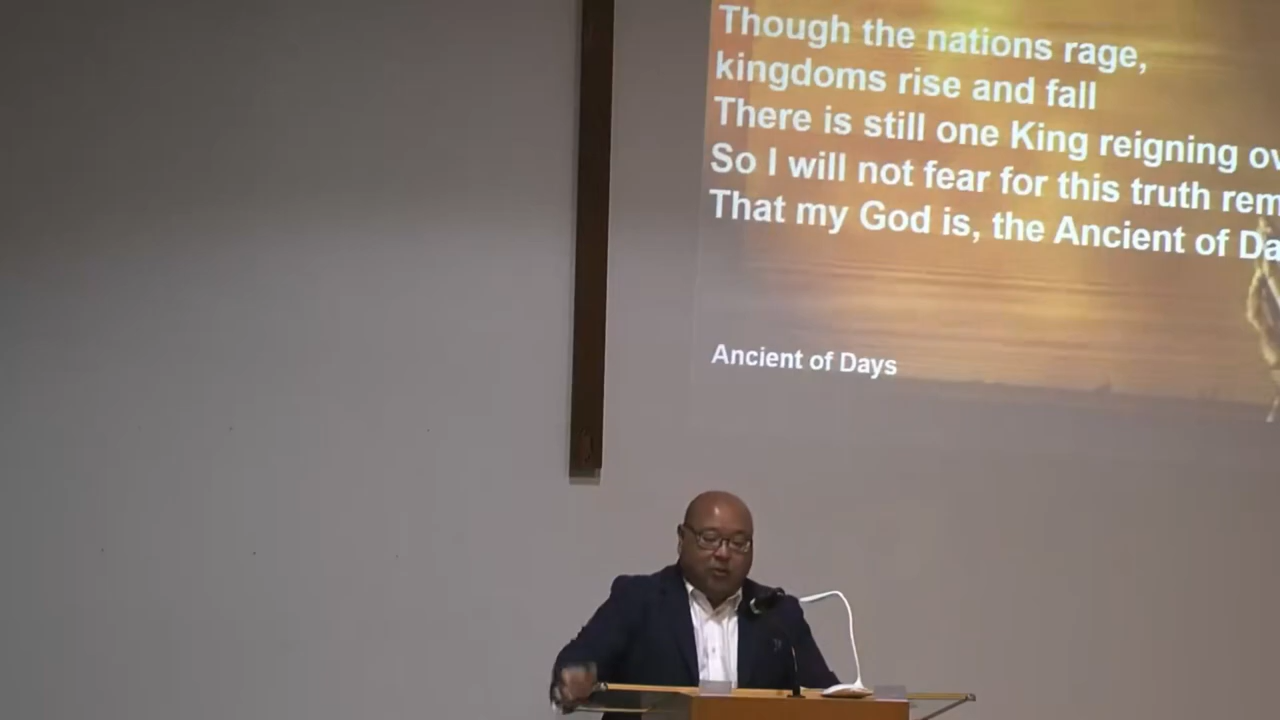 Though the nations rage,
kingdoms rise and fall
There is still one King reigning
So I will not fear for this truth
That my God is, the Ancient of
Ancient of Days